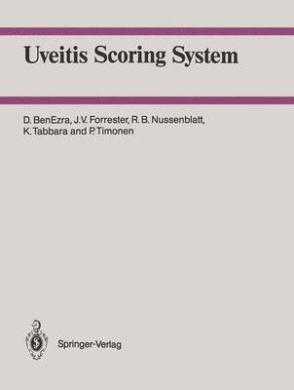 Uveitis Scoring System
D. BenEzra, J.V. Forrester, R.B. Nussenblatt,
K. Tabbara and P. Timonen
Springer-Verlag